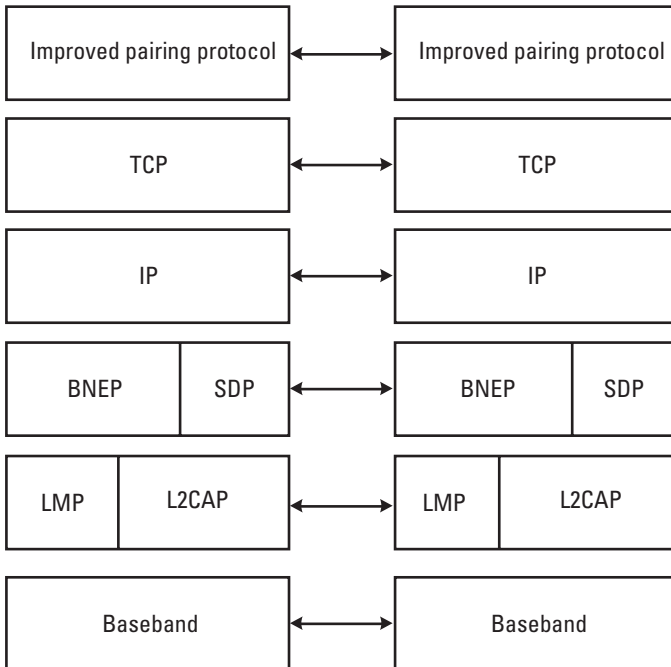 Improved pairing protocol
Improved pairing protocol
TCP
TCP
IP
IP
BNEP
SDP
BNEP
SDP
LMP
L2CAP
LMP
L2CAP
Baseband
Baseband